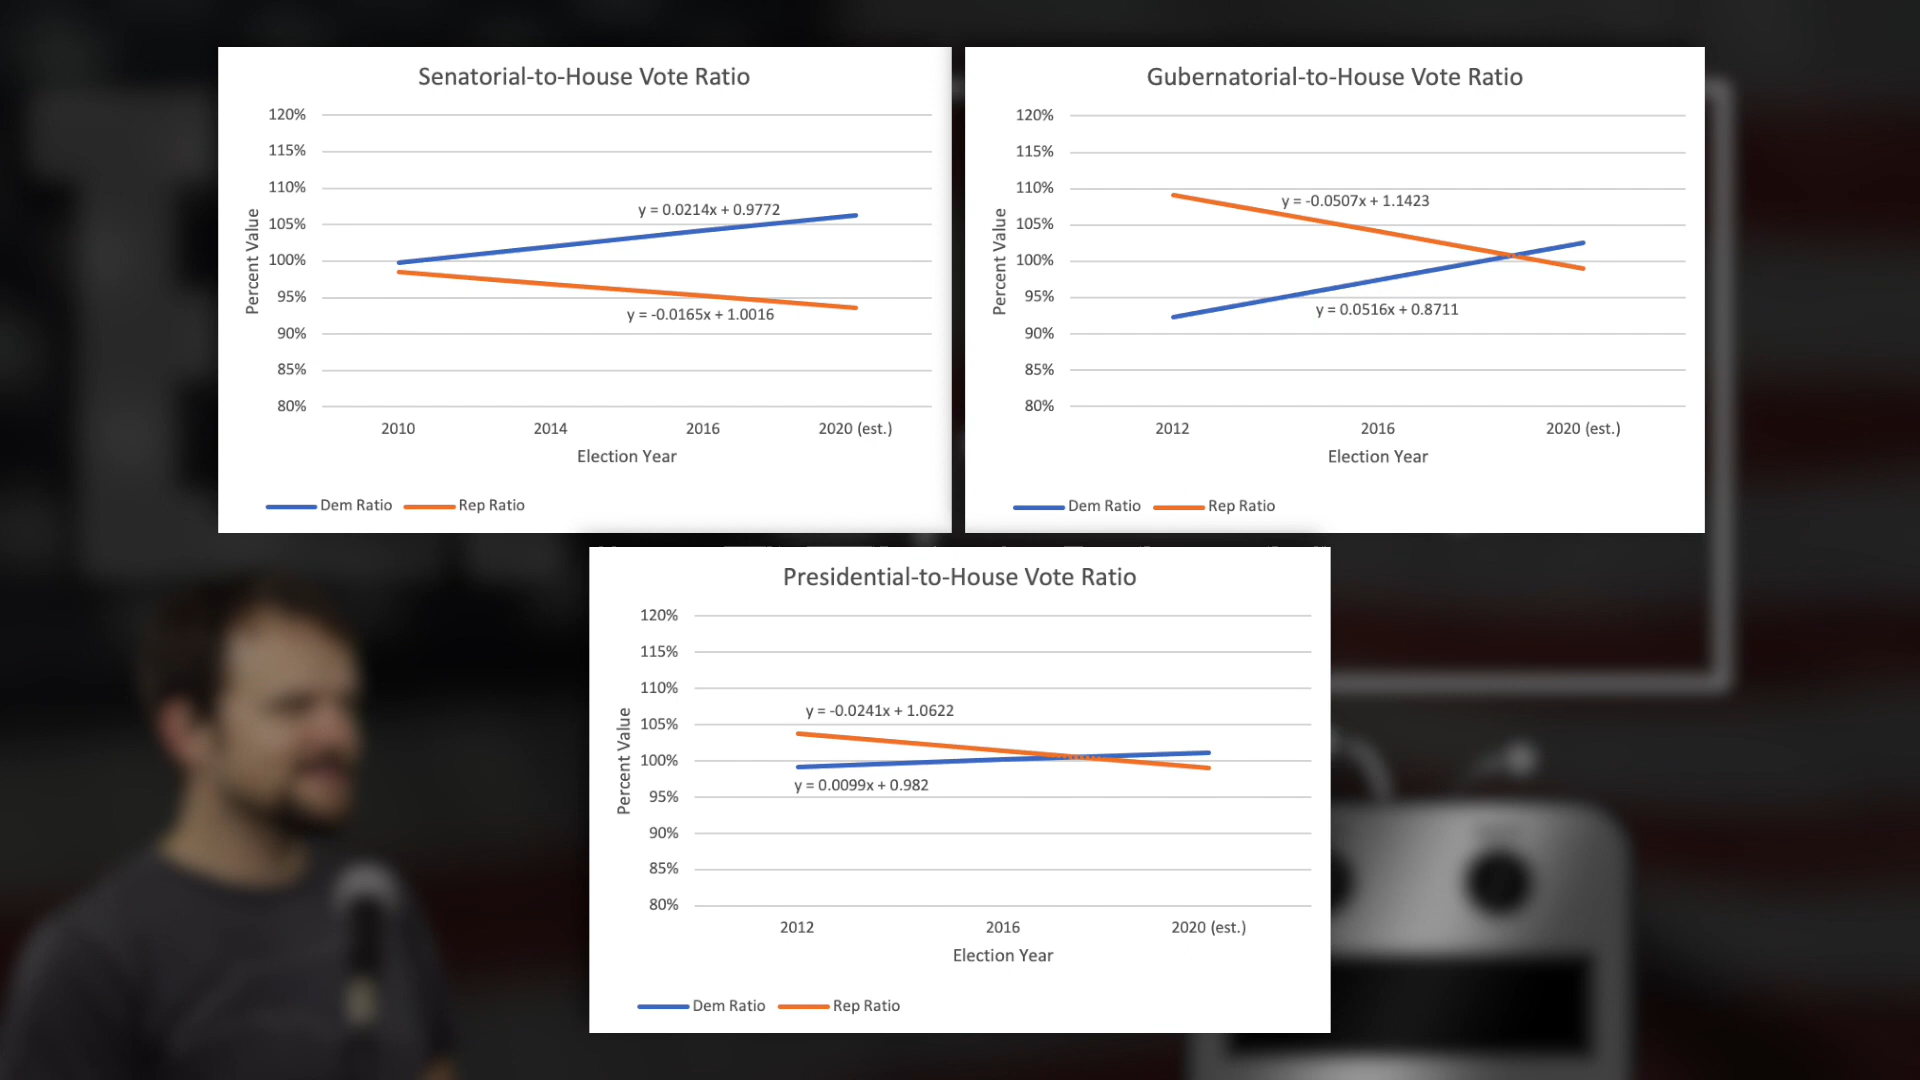 Senatorial-to-House Vote Ratio
120%
115%
110%
105%
100%
95%
90%
85%
80%
Percent Value
y = 0.0214x + 0.9772
y = -0.0165x + 1.0016
2010 2014 2016 2020 (est.)
Election Year
Dem Ratio Rep Ratio
Gubernatorial-to-House Vote Ratio
120%
115%
110%
105%
100%
95%
90%
85%
80%
Percent Value
y = -0.0507x + 1.1423
y = 0.0516x + 0.8711
2012 2016 2020 (est.)
Election Year
Dem Ratio Rep Ratio
Presidential-to-House Vote Ratio
120%
115%
110%
105%
100%
95%
90%
85%
80%
Percent Value
y = -0.0241x + 1.0622
y = 0.0099x + 0.982
2012 2016 2020 (est.)
Election Year
Dem Ratio Rep Ratio